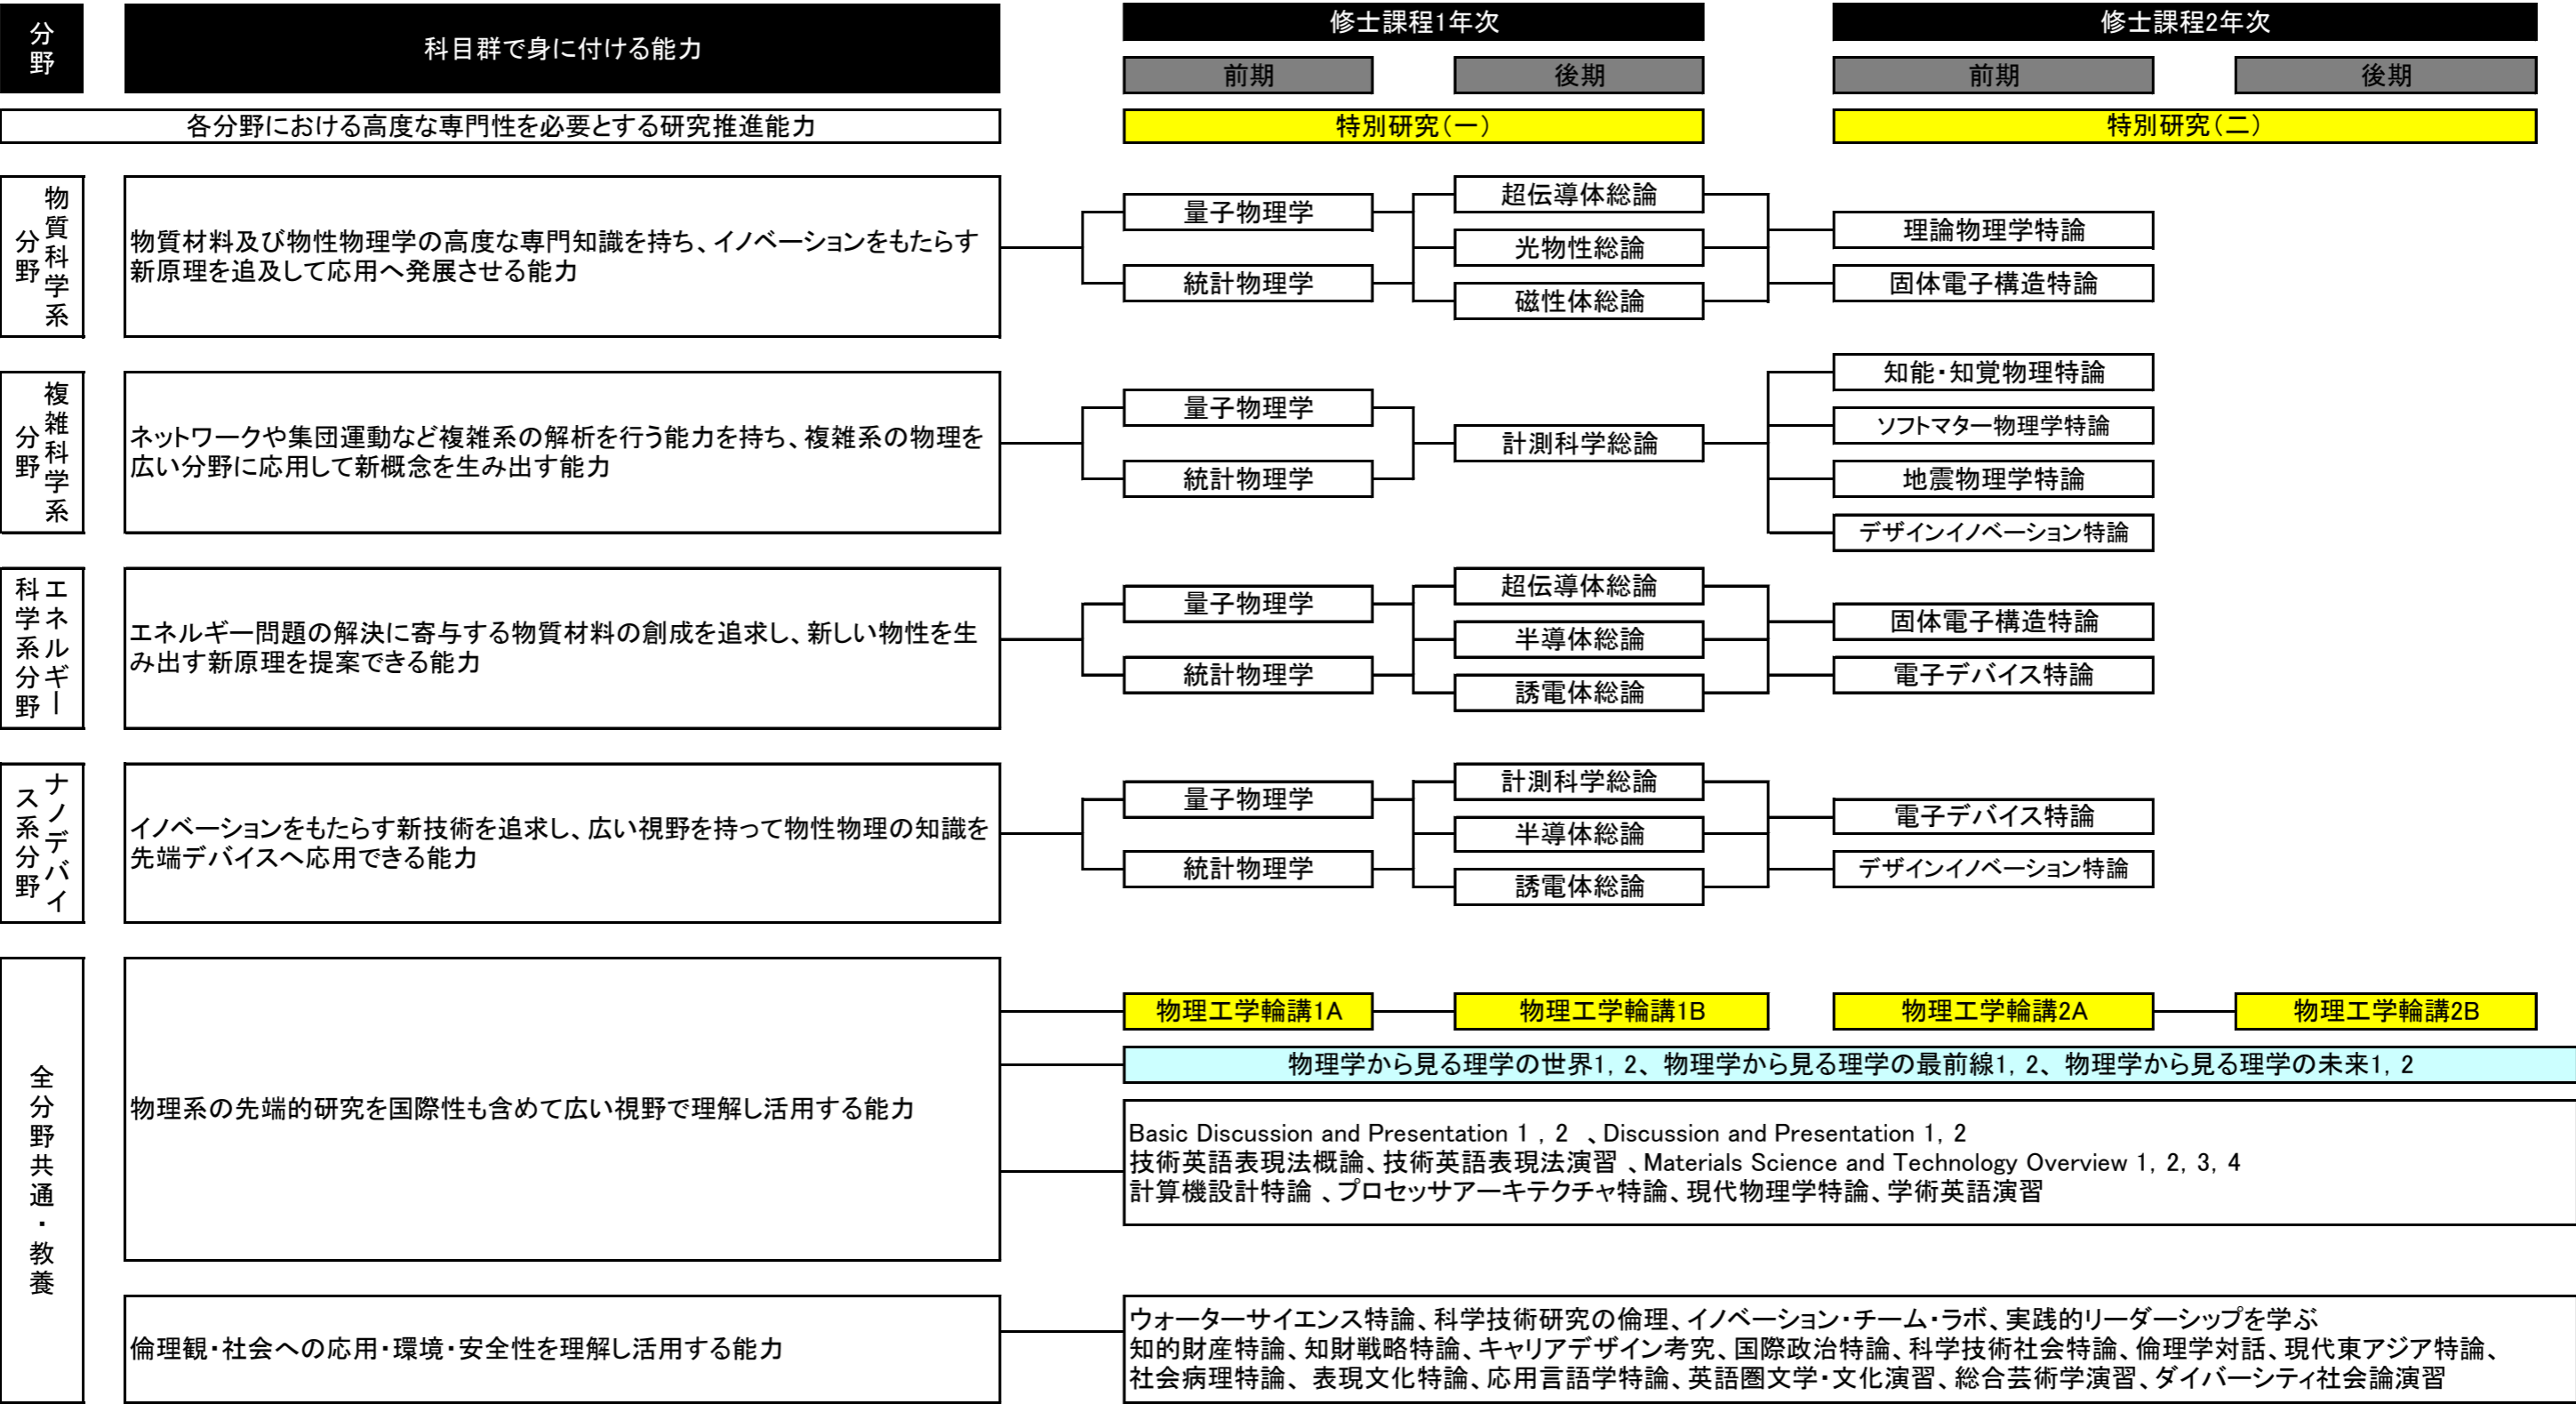 分野
科目群で身に付ける能力
修士課程1年次
修士課程2年次
前期
後期
前期
後期
各分野における高度な専門性を必要とする研究推進能力
特別研究(一)
特別研究(二)
物質科学系
分野
物質材料及び物性物理学の高度な専門知識を持ち、イノベーションをもたらす
新原理を追及して応用へ発展させる能力
量子物理学
統計物理学
超伝導体総論
光物性総論
磁性体総論
理論物理学特論
固体電子構造特論
複雑科学系
分野
ネットワークや集団運動など複雑系の解析を行う能力を持ち、複雑系の物理を
広い分野に応用して新概念を生み出す能力
量子物理学
統計物理学
計測科学総論
知能・知覚物理特論
ソフトマター物理学特論
地震物理学特論
デザインイノベーション特論
エネルギー
科学系分野
エネルギー問題の解決に寄与する物質材料の創成を追求し、新しい物性を生
み出す新原理を提案できる能力
量子物理学
統計物理学
超伝導体総論
半導体総論
誘電体総論
固体電子構造特論
電子デバイス特論
ナノデバイ
ス系分野
イノベーションをもたらす新技術を追求し、広い視野を持って物性物理の知識を
先端デバイスへ応用できる能力
量子物理学
統計物理学
計測科学総論
半導体総論
誘電体総論
電子デバイス特論
デザインイノベーション特論
全分野共通・教養
物理系の先端的研究を国際性も含めて広い視野で理解し活用する能力
物理工学輪講1A
物理工学輪講1B
物理工学輪講2A
物理工学輪講2B
物理学から見る理学の世界1, 2、物理学から見る理学の最前線1, 2、物理学から見る理学の未来1, 2
Basic Discussion and Presentation 1 , 2 、Discussion and Presentation 1, 2
技術英語表現法概論、技術英語表現法演習 、Materials Science and Technology Overview 1, 2, 3, 4
計算機設計特論 、プロセッサアーキテクチャ特論、現代物理学特論、学術英語演習
倫理観・社会への応用・環境・安全性を理解し活用する能力
ウォーターサイエンス特論、科学技術研究の倫理、イノベーション・チーム・ラボ、実践的リーダーシップを学ぶ
知的財産特論、知財戦略特論、キャリアデザイン考究、国際政治特論、科学技術社会特論、倫理学対話、現代東アジア特論、
社会病理特論、表現文化特論、応用言語学特論、英語圏文学・文化演習、総合芸術学演習、ダイバーシティ社会論演習